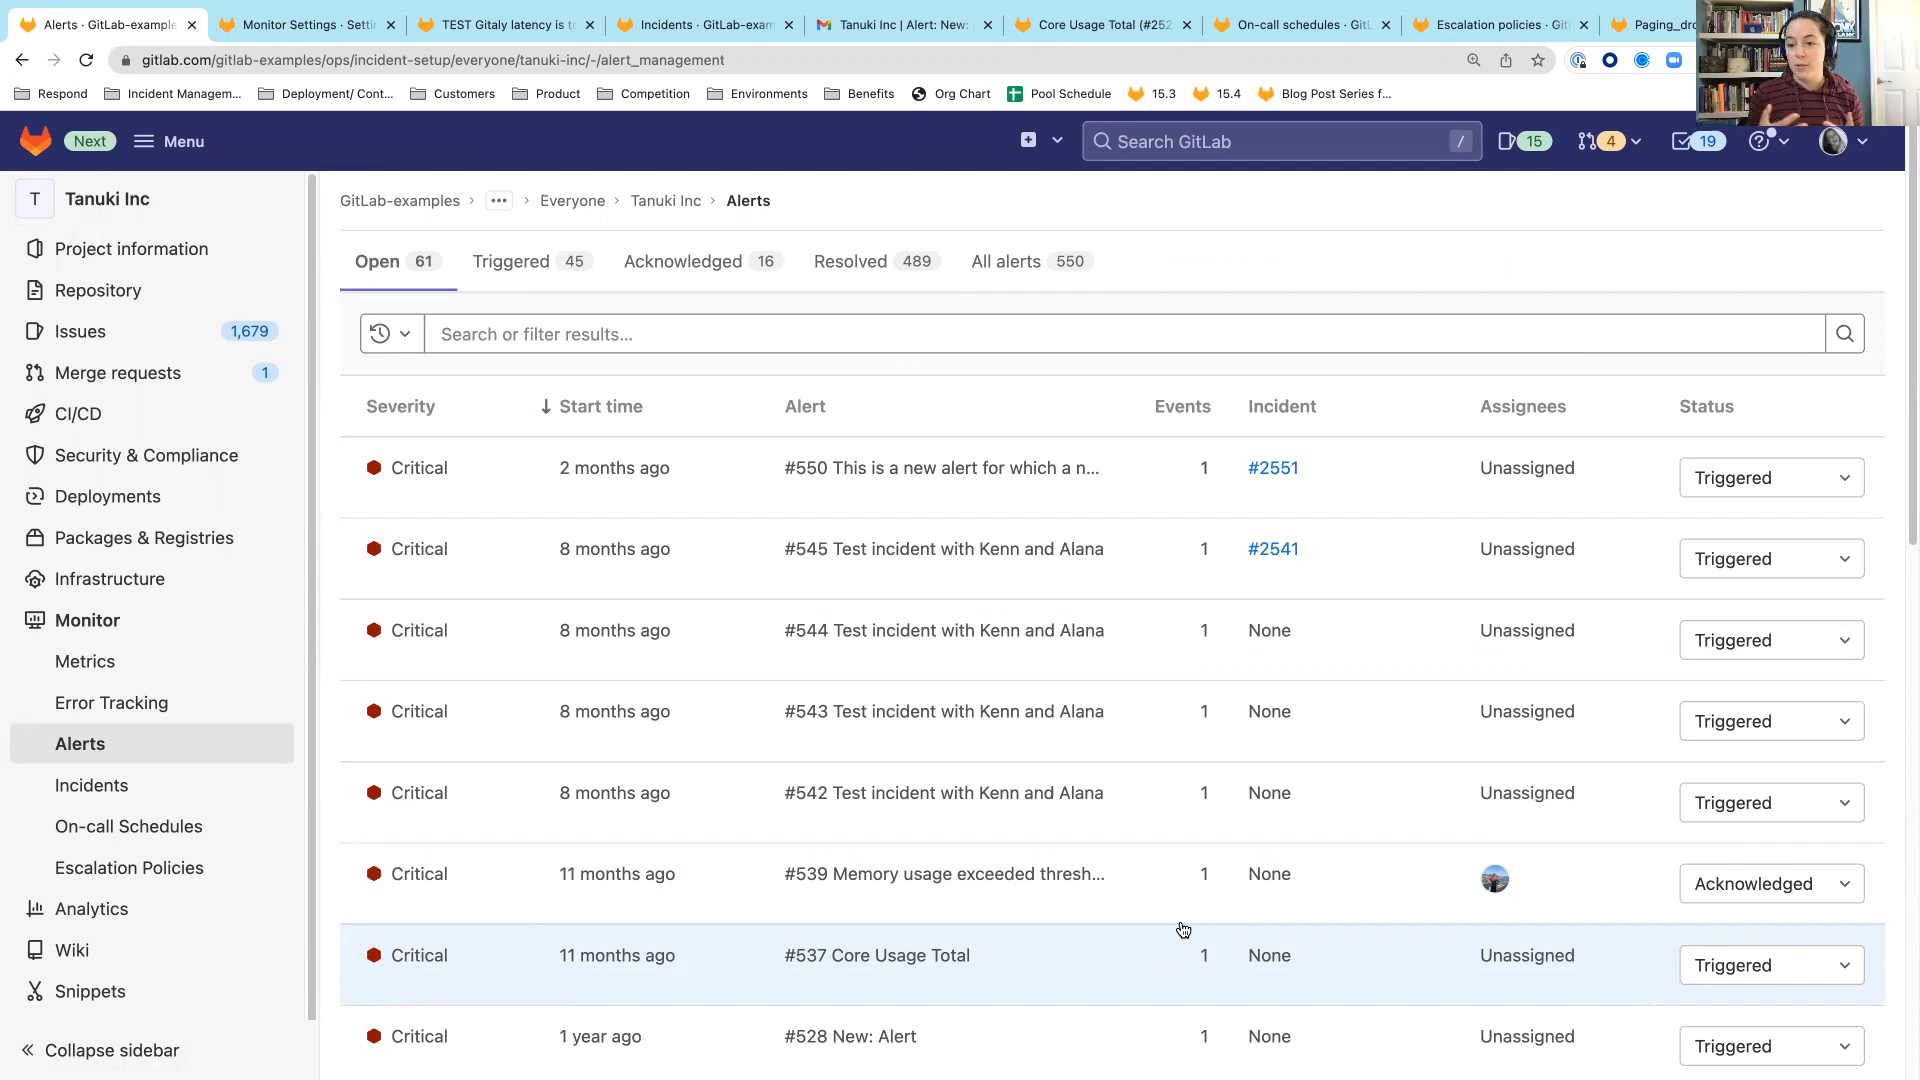 Alerts · GitLab-example
Monitor Settings · Setti
TEST Gitaly latency is to
Incidents · GitLab-exam
Tanuki Inc | Alert: New:
Core Usage Total (#252
On-call schedules · GitL
Escalation policies · Git
Paging_dro
gitlab.com/gitlab-examples/ops/incident-setup/everyone/tanuki-inc/-/alert_management
Respond
Incident Managem...
Deployment/ Cont...
Customers
Product
Competition
Environments
Benefits
Org Chart
Pool Schedule
15.3
15.4
Blog Post Series f...
Next
Menu
Search GitLab
/
15
4
19
T
Tanuki Inc
Project information
Repository
Issues 1,679
Merge requests 1
CI/CD
Security & Compliance
Deployments
Packages & Registries
Infrastructure
Monitor
Metrics
Error Tracking
Alerts
Incidents
On-call Schedules
Escalation Policies
Analytics
Wiki
Snippets
Collapse sidebar
GitLab-examples > ... > Everyone > Tanuki Inc > Alerts
Open 61 Triggered 45 Acknowledged 16 Resolved 489 All alerts 550
Search or filter results...
Severity Start time Alert Events Incident Assignees Status
Critical 2 months ago #550 This is a new alert for which a n... 1 #2551 Unassigned Triggered
Critical 8 months ago #545 Test incident with Kenn and Alana 1 #2541 Unassigned Triggered
Critical 8 months ago #544 Test incident with Kenn and Alana 1 None Unassigned Triggered
Critical 8 months ago #543 Test incident with Kenn and Alana 1 None Unassigned Triggered
Critical 8 months ago #542 Test incident with Kenn and Alana 1 None Unassigned Triggered
Critical 11 months ago #539 Memory usage exceeded thresh... 1 None Acknowledged
Critical 11 months ago #537 Core Usage Total 1 None Unassigned Triggered
Critical 1 year ago #528 New: Alert 1 None Unassigned Triggered